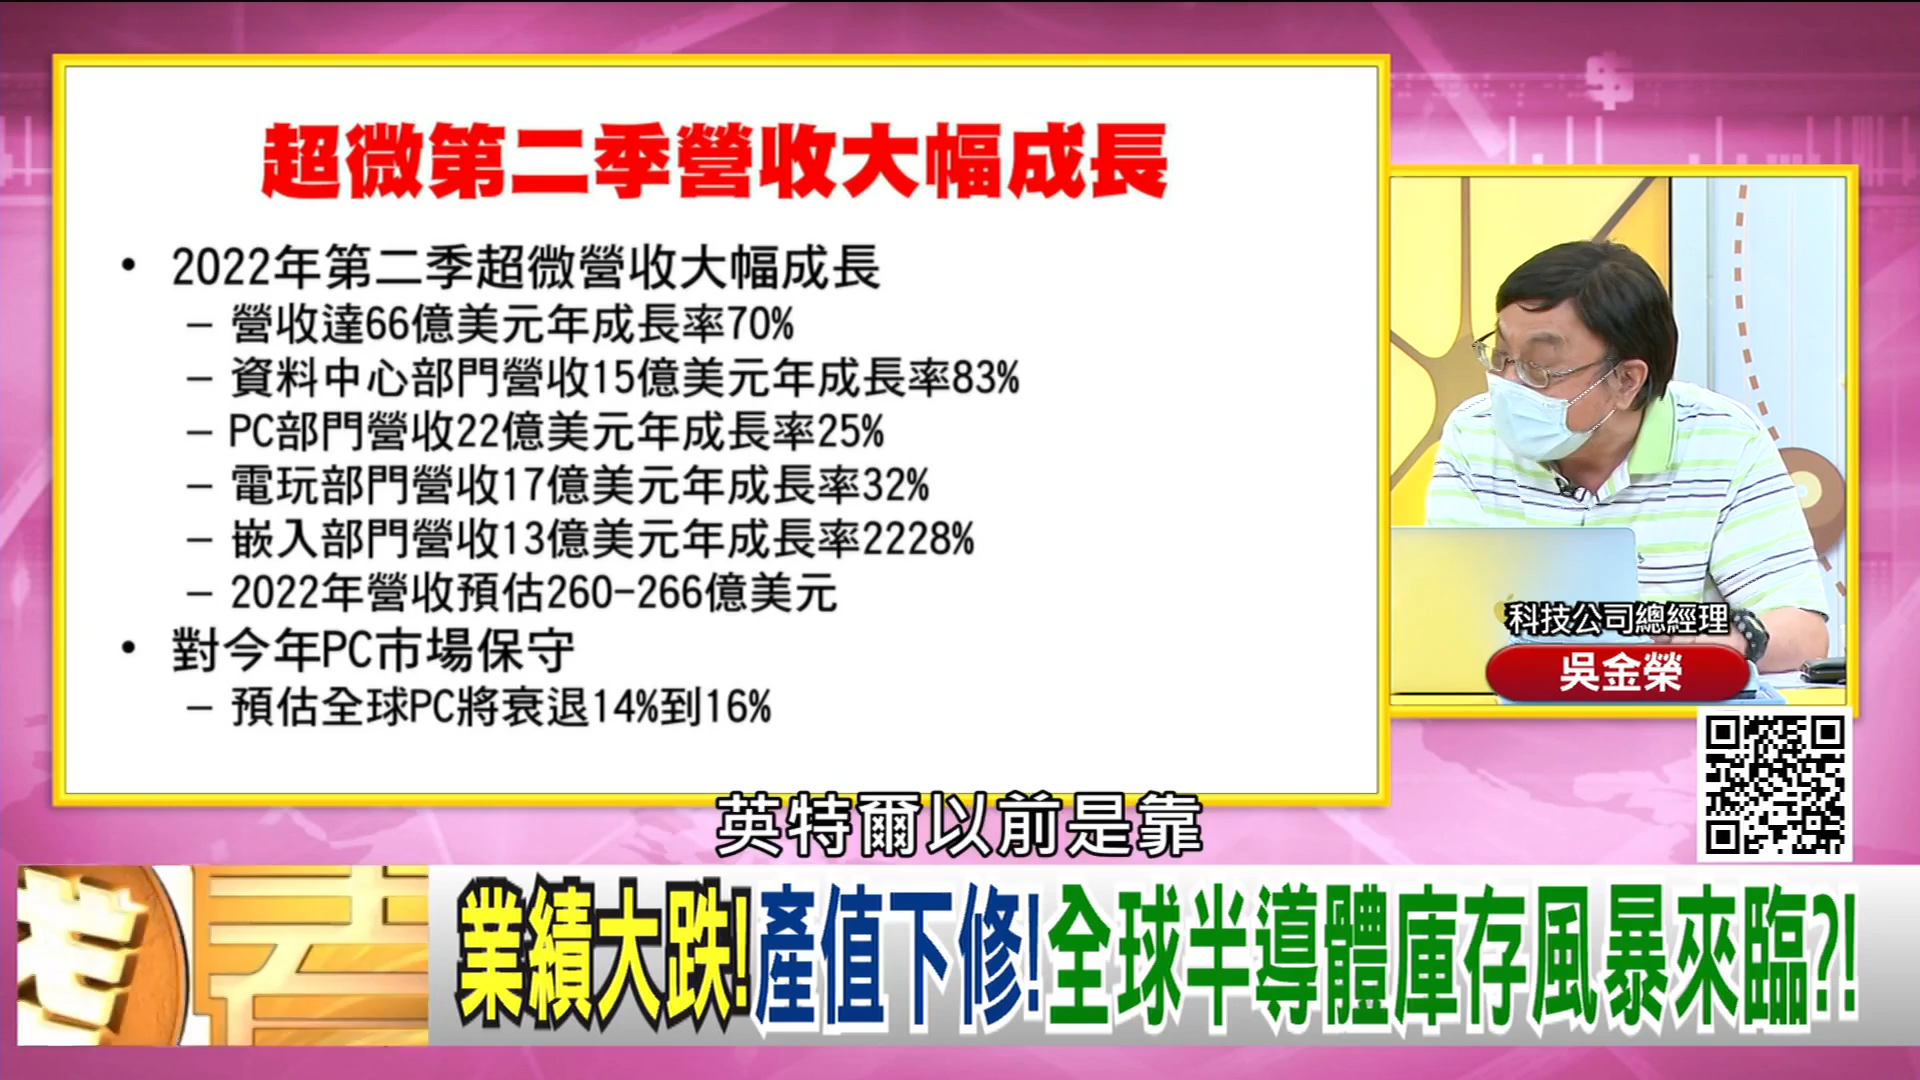 超微第二季營收大幅成長
• 2022年第二季超微營收大幅成長
– 營收達66億美元年成長率70%
– 資料中心部門營收15億美元年成長率83%
– PC部門營收22億美元年成長率25%
– 電玩部門營收17億美元年成長率32%
– 嵌入部門營收13億美元年成長率2228%
– 2022年營收預估260-266億美元
• 對今年PC市場保守
– 預估全球PC將衰退14%到16%
科技公司總經理
吳金榮
英特爾以前是靠
業績大跌!產值下修!全球半導體庫存風暴來臨?!